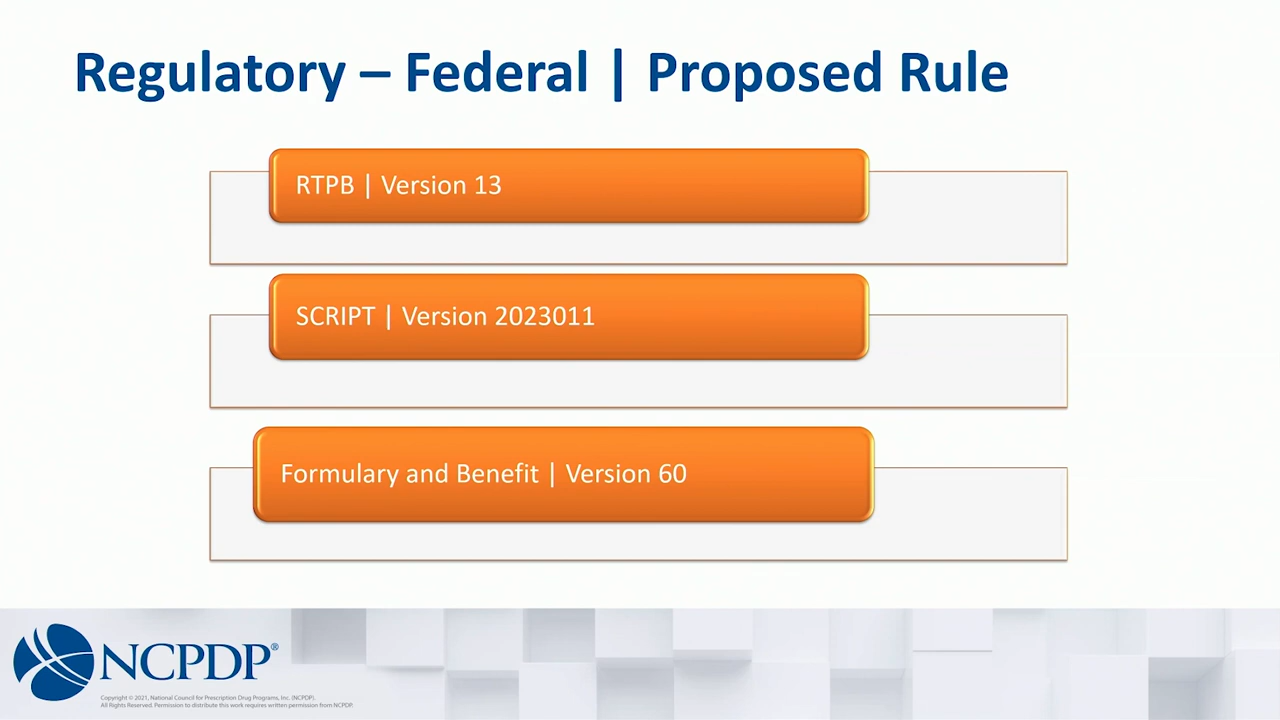 Regulatory – Federal | Proposed Rule
RTPB | Version 13
SCRIPT | Version 2023011
Formulary and Benefit | Version 60
NCPDP®
Copyright © 2021, National Council for Prescription Drug Programs, Inc. (NCPDP).
All Rights Reserved. Permission to distribute this work requires written permission from NCPDP.